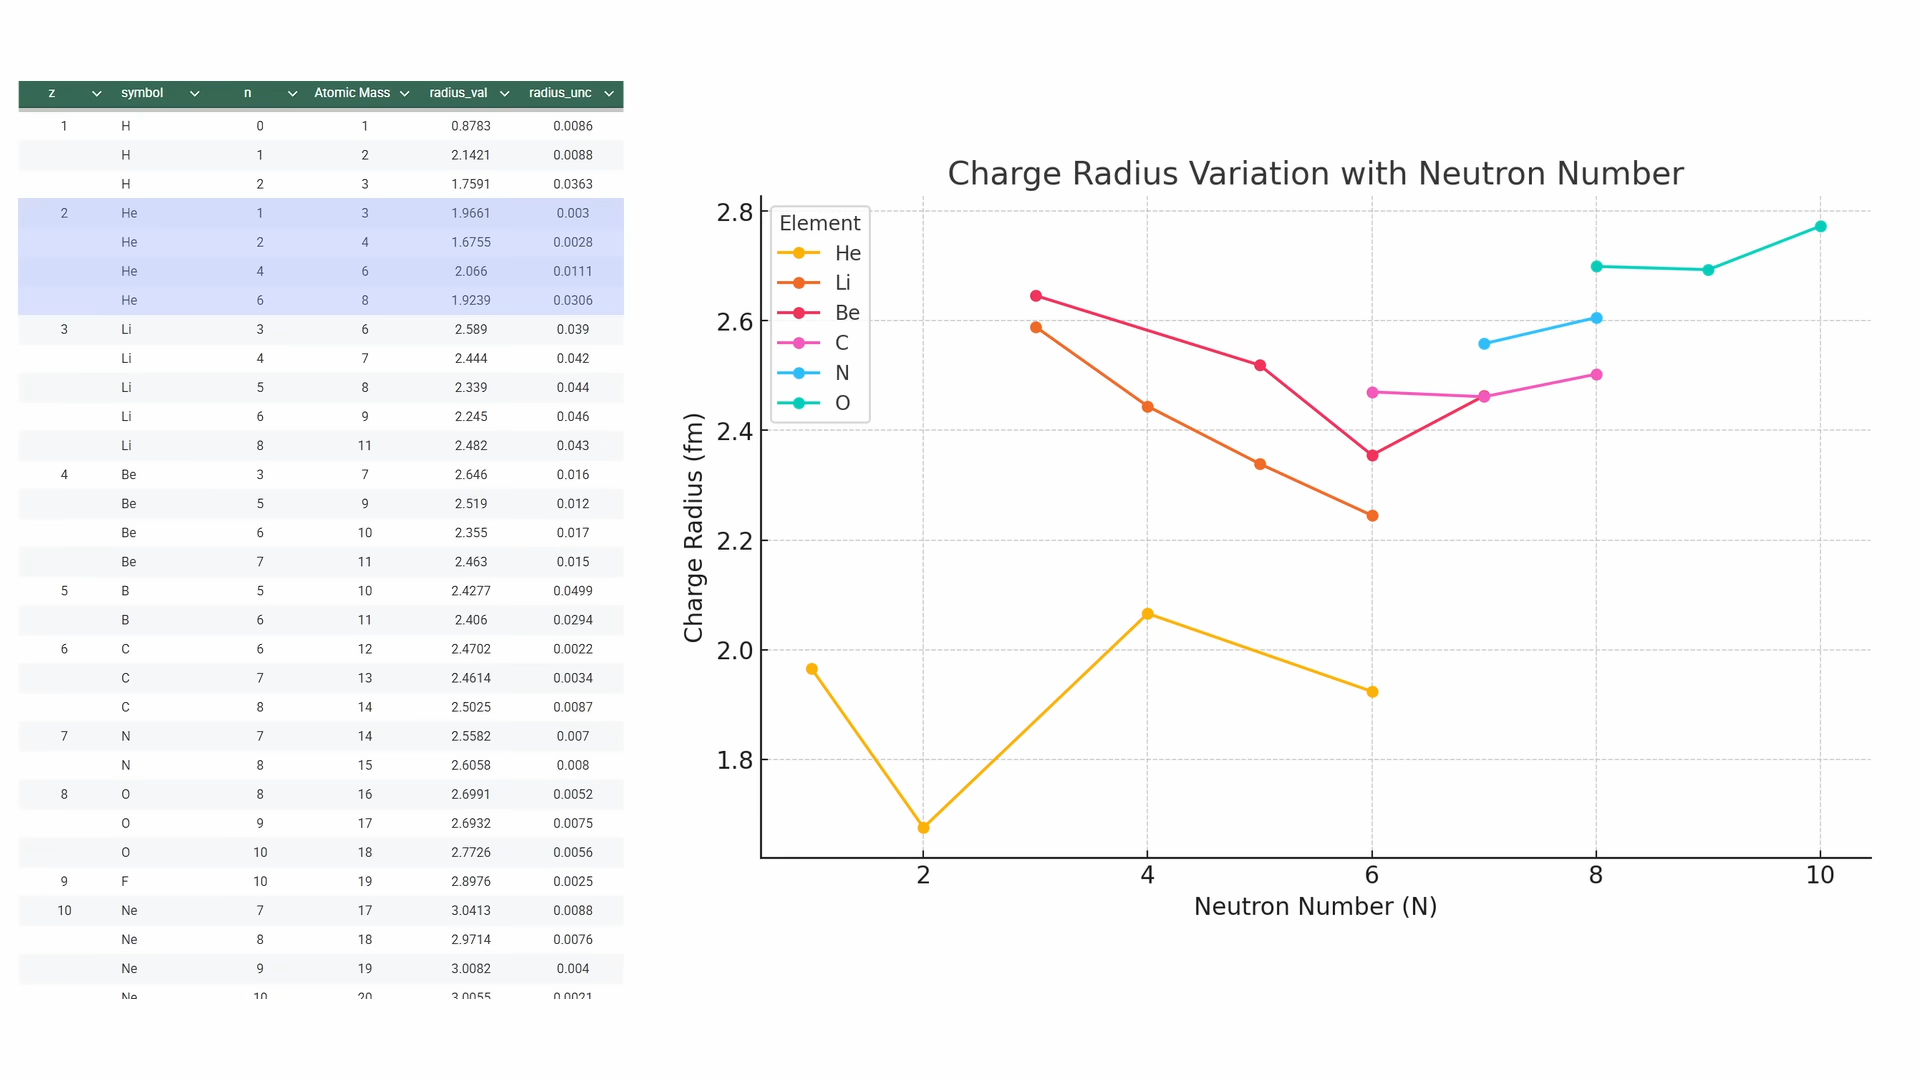 z symbol n Atomic Mass radius_val radius_unc
1 H 0 1 0.8783 0.0086
H 1 2 2.1421 0.0088
H 2 3 1.7591 0.0363
2 He 1 3 1.9661 0.003
He 2 4 1.6755 0.0028
He 4 6 2.066 0.0111
He 6 8 1.9239 0.0306
3 Li 3 6 2.589 0.039
Li 4 7 2.444 0.042
Li 5 8 2.339 0.044
Li 6 9 2.245 0.046
Li 8 11 2.482 0.043
4 Be 3 7 2.646 0.016
Be 5 9 2.519 0.012
Be 6 10 2.355 0.017
Be 7 11 2.463 0.015
5 B 5 10 2.4277 0.0499
B 6 11 2.406 0.0294
6 C 6 12 2.4702 0.0022
C 7 13 2.4614 0.0034
C 8 14 2.5025 0.0087
7 N 7 14 2.5582 0.007
N 8 15 2.6058 0.008
8 O 8 16 2.6991 0.0052
O 9 17 2.6932 0.0075
O 10 18 2.7726 0.0056
9 F 10 19 2.8976 0.0025
10 Ne 7 17 3.0413 0.0088
Ne 8 18 2.9714 0.0076
Ne 9 19 3.0082 0.004
Ne 10 20 3.0055 0.0021
Charge Radius Variation with Neutron Number
Element
He
Li
Be
C
N
O
Charge Radius (fm)
2.8
2.6
2.4
2.2
2.0
1.8
2 4 6 8 10
Neutron Number (N)